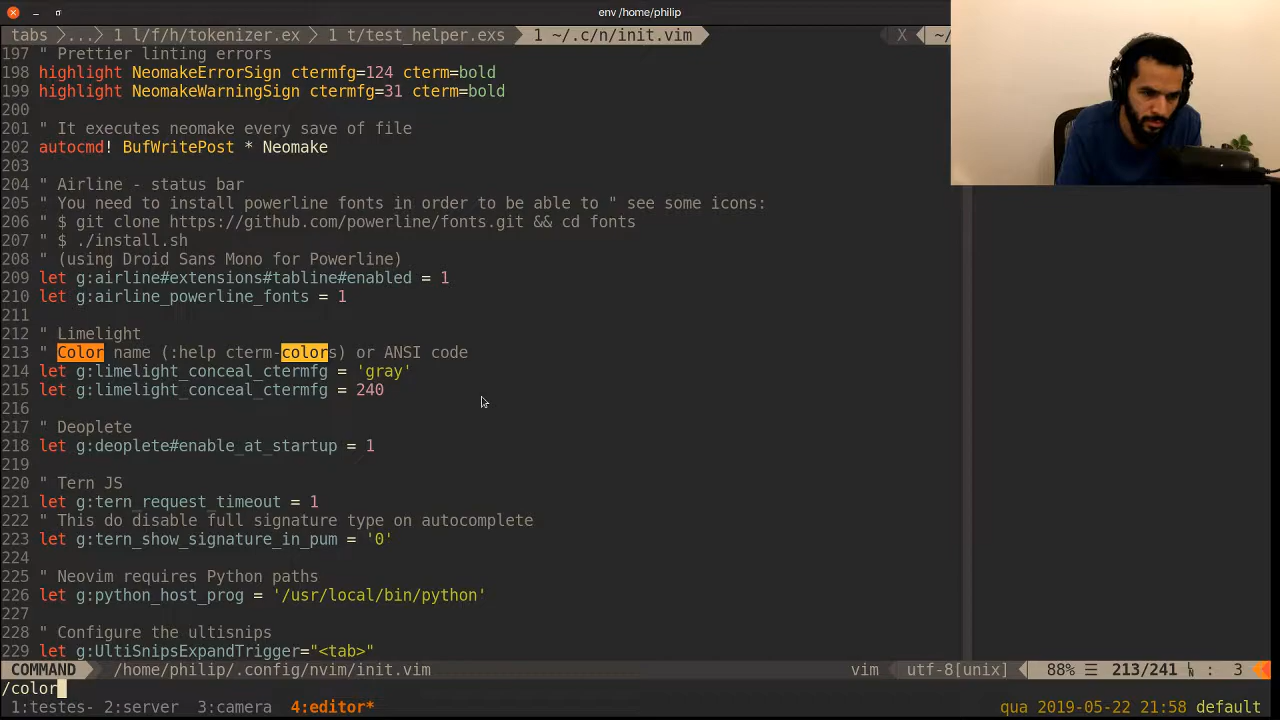 env /home/philip
tabs ... 1 l/f/h/tokenizer.ex 1 t/test_helper.exs 1 ~/.c/n/init.vim X ~/
197 " Prettier linting errors
198 highlight NeomakeErrorSign ctermfg=124 cterm=bold
199 highlight NeomakeWarningSign ctermfg=31 cterm=bold
200
201 " It executes neomake every save of file
202 autocmd! BufWritePost * Neomake
203
204 " Airline - status bar
205 " You need to install powerline fonts in order to be able to " see some icons:
206 " $ git clone https://github.com/powerline/fonts.git && cd fonts
207 " $ ./install.sh
208 " (using Droid Sans Mono for Powerline)
209 let g:airline#extensions#tabline#enabled = 1
210 let g:airline_powerline_fonts = 1
211
212 " Limelight
213 " Color name (:help cterm-colors) or ANSI code
214 let g:limelight_conceal_ctermfg = 'gray'
215 let g:limelight_conceal_ctermfg = 240
216
217 " Deoplete
218 let g:deoplete#enable_at_startup = 1
219
220 " Tern JS
221 let g:tern_request_timeout = 1
222 " This do disable full signature type on autocomplete
223 let g:tern_show_signature_in_pum = '0'
224
225 " Neovim requires Python paths
226 let g:python_host_prog = '/usr/local/bin/python'
227
228 " Configure the ultisnips
229 let g:UltiSnipsExpandTrigger="<tab>"
COMMAND /home/philip/.config/nvim/init.vim vim utf-8[unix] 88% ☰ 213/241 ㏑ : 3
/color
1:testes- 2:server 3:camera 4:editor* qua 2019-05-22 21:58 default